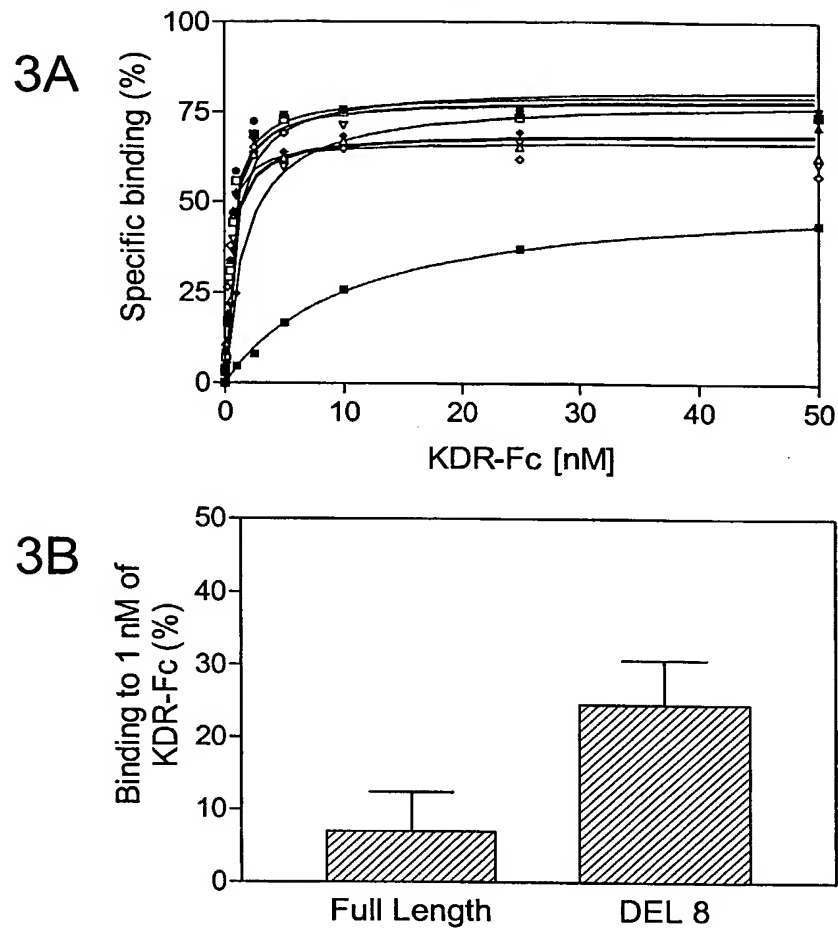 3A
Specific binding (%)
100
75
50
25
0
0 10 20 30 40 50
KDR-Fc [nM]
3B
Binding to 1 nM of
KDR-Fc (%)
50
40
30
20
10
0
Full Length DEL 8